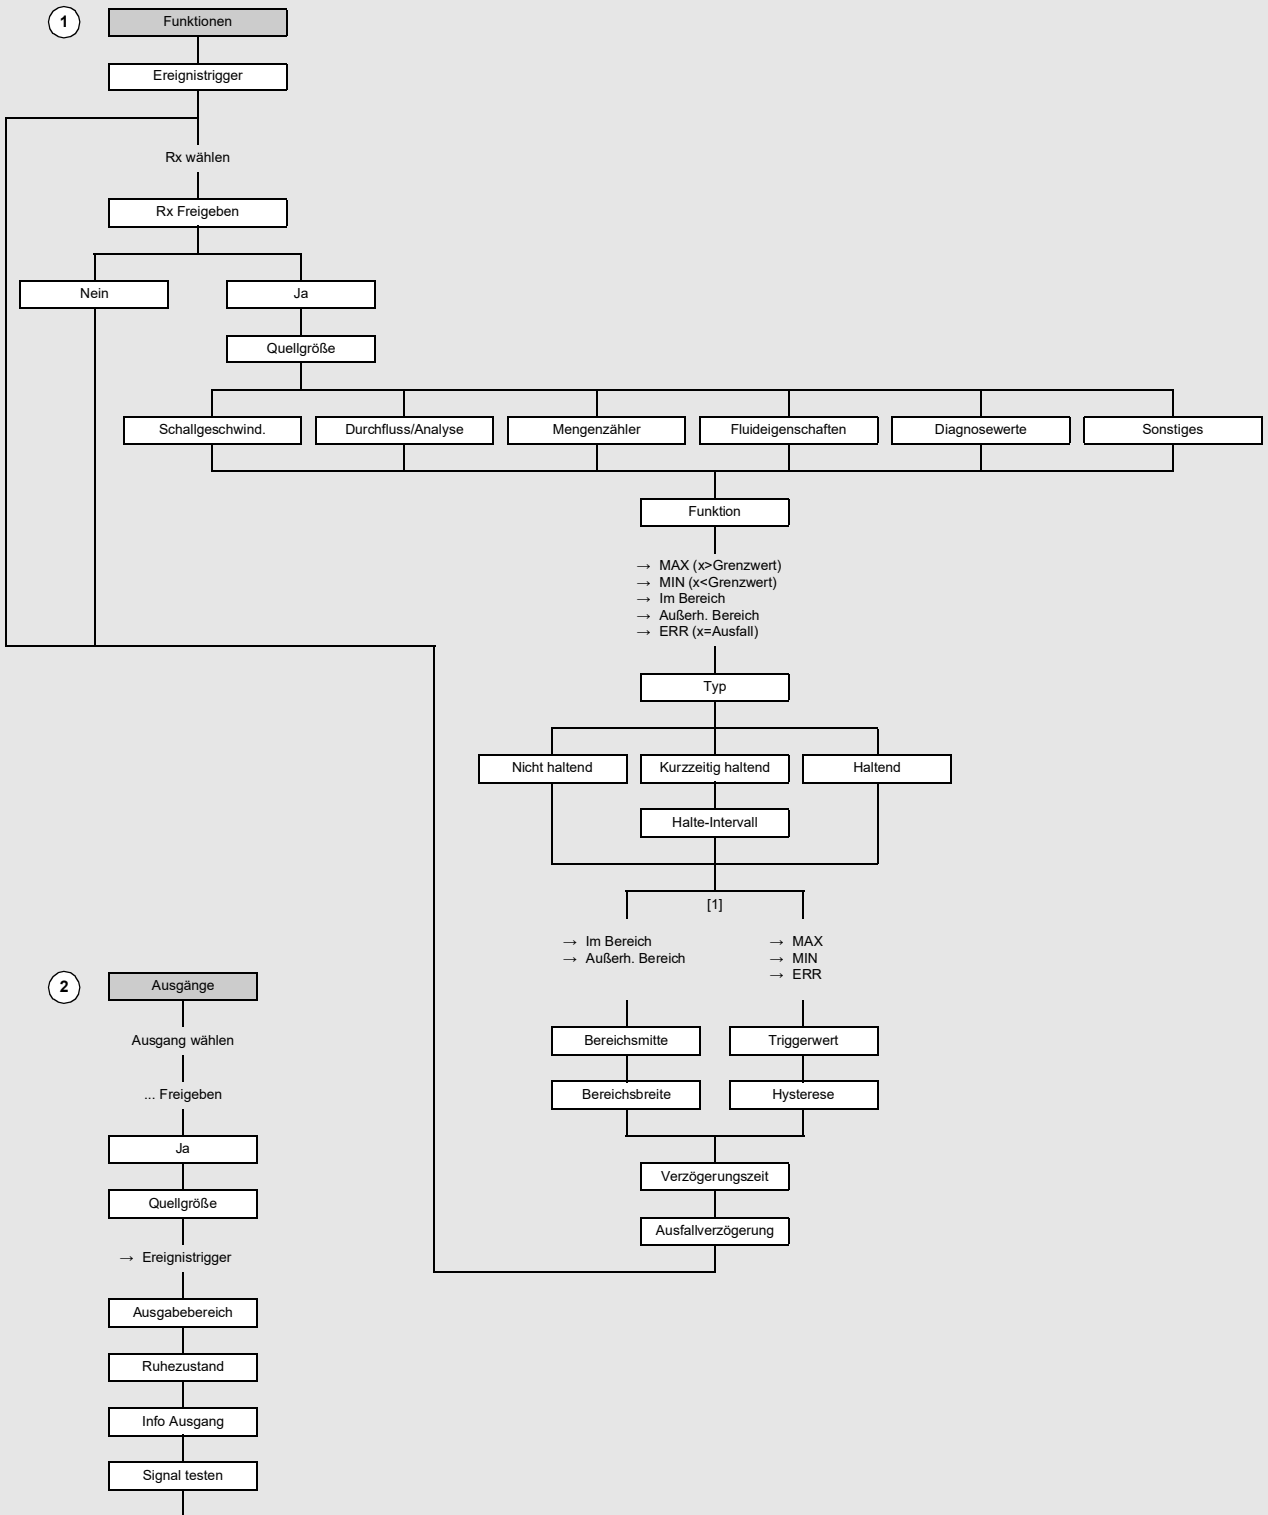 1
Funktionen
Ereignistrigger
Rx wählen
Rx Freigeben
Nein
Ja
Quellgröße
Schallgeschwind.
Durchfluss/Analyse
Mengenzähler
Fluideigenschaften
Diagnosewerte
Sonstiges
Funktion
→ MAX (x>Grenzwert)
→ MIN (x<Grenzwert)
→ Im Bereich
→ Außerh. Bereich
→ ERR (x=Ausfall)
Typ
Nicht haltend
Kurzzeitig haltend
Haltend
Halte-Intervall
[1]
→ Im Bereich
→ Außerh. Bereich
→ MAX
→ MIN
→ ERR
Bereichsmitte
Triggerwert
Bereichsbreite
Hysterese
Verzögerungszeit
Ausfallverzögerung
2
Ausgänge
Ausgang wählen
... Freigeben
Ja
Quellgröße
→ Ereignistrigger
Ausgabebereich
Ruhezustand
Info Ausgang
Signal testen